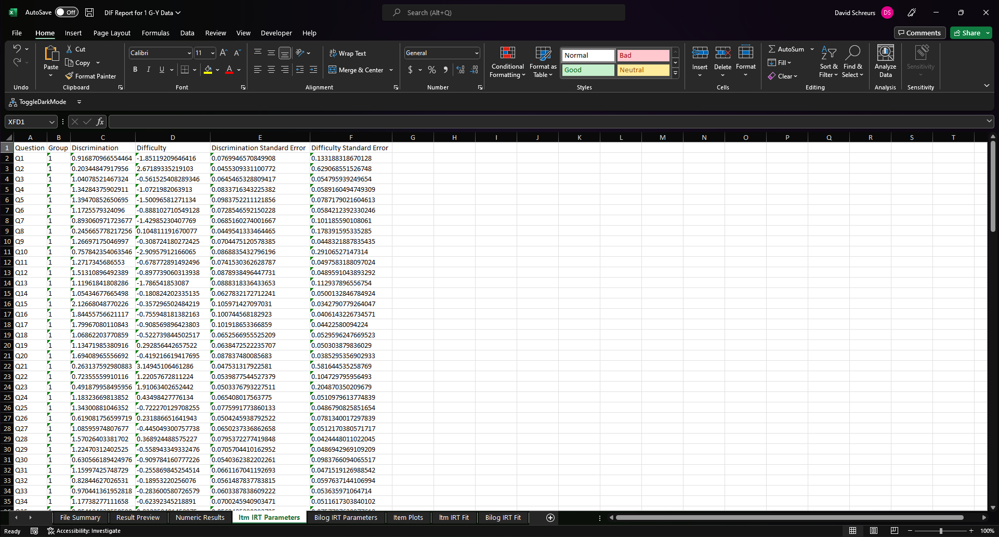 AutoSave Off DIF Report for 1 G-Y Data Search (Alt+Q) David Schreurs DS
File Home Insert Page Layout Formulas Data Review View Developer Help Comments Share
Cut
Copy
Format Painter
Paste
Undo Clipboard
Calibri 11
B I U A
Font
Wrap Text
Merge & Center
Alignment
General
$ % 9
Number
Conditional Formatting
Format as Table
Normal Bad
Good Neutral
Styles
Insert Delete Format
Cells
AutoSum
Fill
Clear
Sort & Filter
Find & Select
Editing
Analyze Data
Analysis
Sensitivity
Sensitivity
ToggleDarkMode
XFD1 fx
A B C D E F G H I J K L M N O P Q R S T
1 Question Group Discrimination Difficulty Discrimination Standard Error Difficulty Standard Error
2 Q1 1 0.916870966554464 -1.85119209646416 0.0769946570849908 0.133188318670128
3 Q2 1 0.20344847917956 2.67189335219103 0.0455309331100772 0.629068551526748
4 Q3 1 1.04078521467324 -0.561525408289346 0.0645465328809417 0.054795939249654
5 Q4 1 1.34284375902911 -1.0721982063913 0.0833716343225382 0.0589160494749309
6 Q5 1 1.39470852650695 -1.50096581271134 0.0983752211121856 0.0787179021604613
7 Q6 1 1.1725579324096 -0.888102710549128 0.0728546592150228 0.0584212392330246
8 Q7 1 0.893060971723677 -1.42985230407769 0.0685160274001667 0.101185590108061
9 Q8 1 0.245665778217256 0.104811191670077 0.0449541333464465 0.178391595335285
10 Q9 1 1.26697175046997 -0.308724180272425 0.0704475120578385 0.0448321887835435
11 Q10 1 0.757842354063546 -2.90957912166065 0.0868835432796196 0.29106527147314
12 Q11 1 1.2717345686553 -0.678772891492496 0.0741530362628787 0.0497583188097024
13 Q12 1 1.51310896492389 -0.897739060313938 0.0878938496447731 0.0489591043893292
14 Q13 1 1.11961841808286 -1.786541853087 0.0888318336433653 0.112937896556754
15 Q14 1 1.05434677665498 -0.180824202335135 0.0627832172712241 0.0500132846784924
16 Q15 1 2.12668048770226 -0.357296502484219 0.105971427097031 0.0342790779264047
17 Q16 1 1.84455756621117 -0.755948181382163 0.100744568182923 0.0406143226734571
18 Q17 1 1.79967080110843 -0.908569896423803 0.101918653366859 0.04422580094224
19 Q18 1 1.06862203770859 -0.522739844502517 0.0652566955525209 0.0529596247669523
20 Q19 1 1.13471985380916 0.292856442657522 0.0638472522235707 0.050303879836029
21 Q20 1 1.69408965556692 -0.419216619417695 0.087837480085683 0.0385295356902933
22 Q21 1 0.263137592980883 3.14945106461286 0.047531317922581 0.581644535258769
23 Q22 1 0.72355559910116 1.22057672811224 0.0539877544527379 0.104729795956493
24 Q23 1 0.491879958495956 1.91063402652442 0.0503376793227511 0.204870350209679
25 Q24 1 1.18323669813852 0.43498427776134 0.065408017563775 0.0510979613774839
26 Q25 1 1.34300881046352 -0.722270129708255 0.0775991773860133 0.0486790825851654
27 Q26 1 0.619081756599719 0.231886651641943 0.0504245938792522 0.0781340017297839
28 Q27 1 1.08595974807677 -0.445049300757738 0.0650237336862658 0.0512170380571717
29 Q28 1 1.57026403381702 0.368924488575227 0.0795372277419848 0.0424448011022045
30 Q29 1 1.22470312402525 -0.558943349332476 0.0705704410162952 0.0486942969109209
31 Q30 1 0.630566189424976 -0.909784160777226 0.0540362382202261 0.0983766094065517
32 Q31 1 1.15997425748729 -0.255869845254514 0.0661167041192693 0.0471519126988542
33 Q32 1 0.82844627026531 -0.18953220256076 0.0561487837783815 0.0597637144106994
34 Q33 1 0.970441361952818 -0.283600580726579 0.0603387838609222 0.053635971064714
35 Q34 1 1.17738277111658 -0.62392345218891 0.0700245940903471 0.0511617303840102
File Summary Result Preview Numeric Results ltm IRT Parameters Bilog IRT Parameters Item Plots ltm IRT Fit Bilog IRT Fit
Ready Accessibility: Investigate 100%